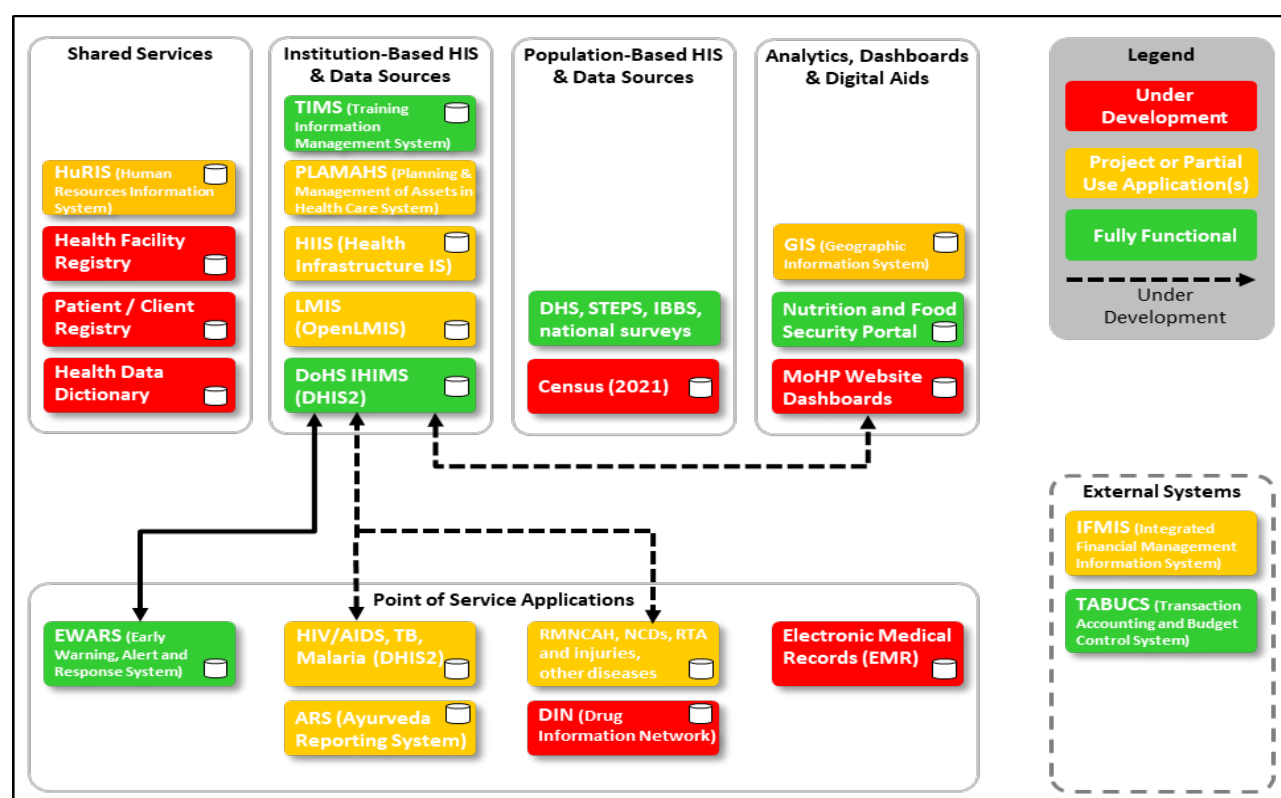 Shared Services
HuRIS (Human
Resources Information
System)
Health Facility
Registry
Patient / Client
Registry
Health Data
Dictionary
Institution-Based HIS
& Data Sources
TIMS (Training
Information
Management System)
PLAMAHS (Planning &
Management of Assets in
Health Care System)
HIIS (Health
Infrastructure IS)
LMIS
(OpenLMIS)
DoHS IHIMS
(DHIS2)
Population-Based HIS
& Data Sources
DHS, STEPS, IBBS,
national surveys
Census (2021)
Analytics, Dashboards
& Digital Aids
GIS (Geographic
Information System)
Nutrition and Food
Security Portal
MoHP Website
Dashboards
Legend
Under
Development
Project or Partial
Use Application(s)
Fully Functional
Under
Development
Point of Service Applications
EWARS (Early
Warning, Alert and
Response System)
HIV/AIDS, TB,
Malaria (DHIS2)
ARS (Ayurveda
Reporting System)
RMNCAH, NCDs, RTA
and injuries,
other diseases
DIN (Drug
Information Network)
Electronic Medical
Records (EMR)
External Systems
IFMIS (Integrated
Financial Management
Information System)
TABUCS (Transaction
Accounting and Budget
Control System)